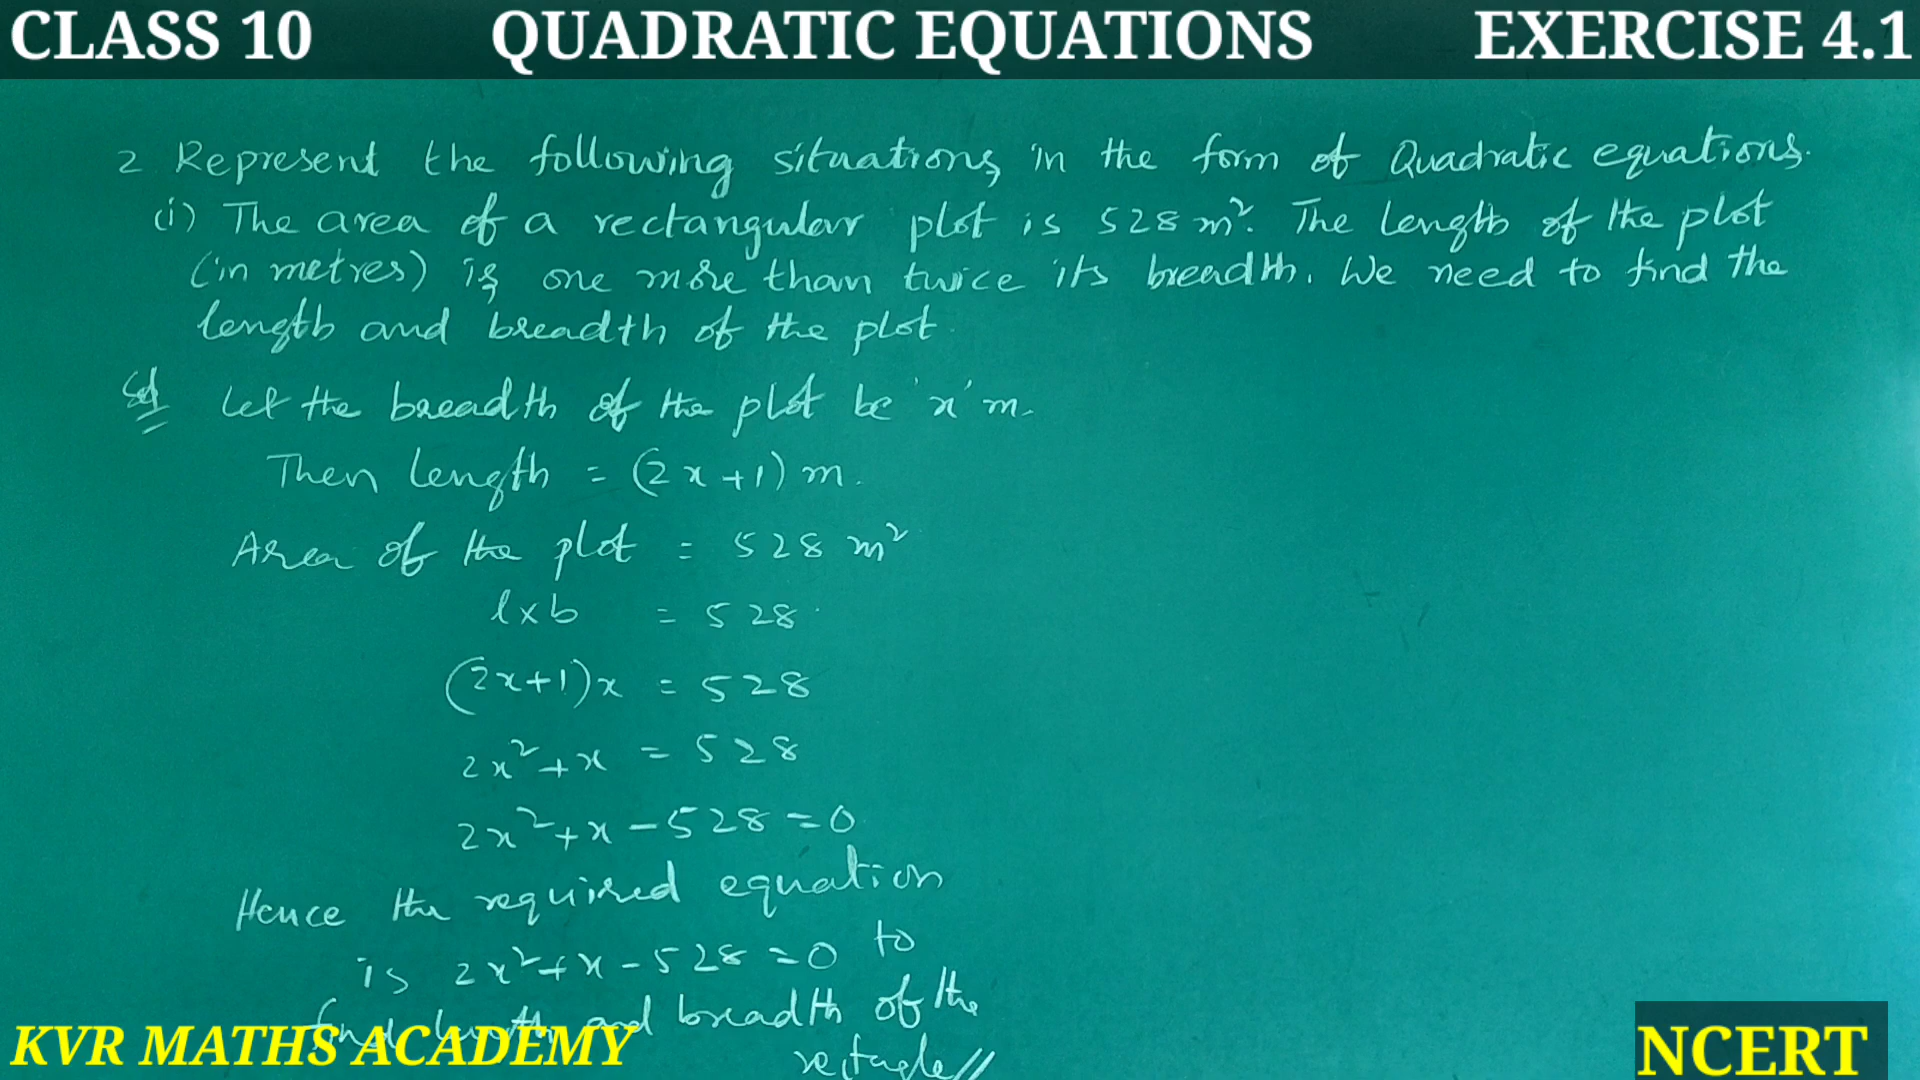 CLASS 10 QUADRATIC EQUATIONS EXERCISE 4.1
2 Represent the following situations in the form of Quadratic equations.
(i) The area of a rectangular plot is 528 m². The length of the plot
(in metres) is one more than twice its breadth. We need to find the
length and breadth of the plot.
Sol Let the breadth of the plot be 'x' m.
Then length = (2x+1) m.
Area of the plot = 528 m²
l×b = 528
(2x+1)x = 528
2x²+x = 528
2x²+x-528=0
Hence the required equation
is 2x²+x-528=0 to
find length and breadth of the
rectagle//
KVR MATHS ACADEMY
NCERT